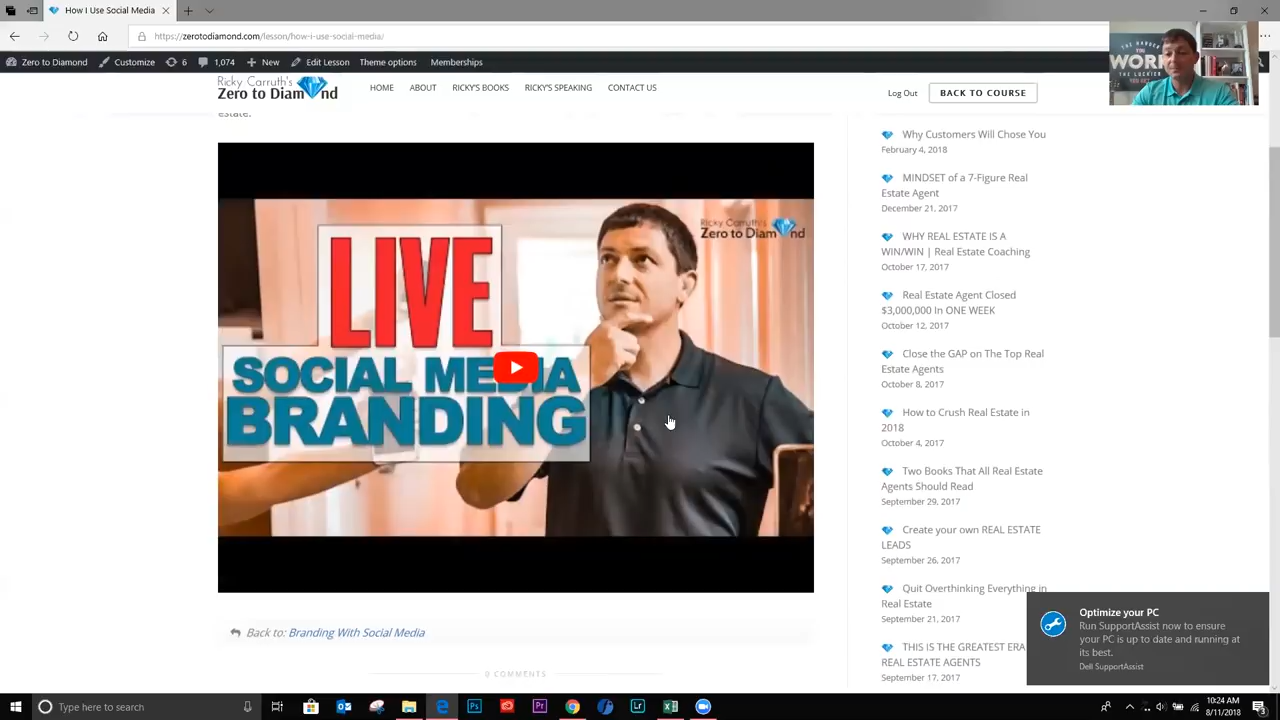 How I Use Social Media
https://zerotodiamond.com/lesson/how-i-use-social-media/
Zero to Diamond
Customize
6
1,074
New
Edit Lesson
Theme options
Memberships
THE HARDER
YOU
WORK
THE LUCKIER
YOU GET
Ricky Carruth's
Zero to Diamond
HOME
ABOUT
RICKY'S BOOKS
RICKY'S SPEAKING
CONTACT US
Log Out
BACK TO COURSE
estate.
Ricky Carruth's
Zero to Diamond
LIVE
SOCIAL MEDIA
BRANDING
Back to: Branding With Social Media
0 COMMENTS
Why Customers Will Chose You
February 4, 2018
MINDSET of a 7-Figure Real
Estate Agent
December 21, 2017
WHY REAL ESTATE IS A
WIN/WIN | Real Estate Coaching
October 17, 2017
Real Estate Agent Closed
$3,000,000 In ONE WEEK
October 12, 2017
Close the GAP on The Top Real
Estate Agents
October 8, 2017
How to Crush Real Estate in
2018
October 4, 2017
Two Books That All Real Estate
Agents Should Read
September 29, 2017
Create your own REAL ESTATE
LEADS
September 26, 2017
Quit Overthinking Everything in
Real Estate
September 21, 2017
THIS IS THE GREATEST ERA
REAL ESTATE AGENTS
September 17, 2017
Optimize your PC
Run SupportAssist now to ensure
your PC is up to date and running at
its best.
Dell SupportAssist
Type here to search
10:24 AM
8/11/2018